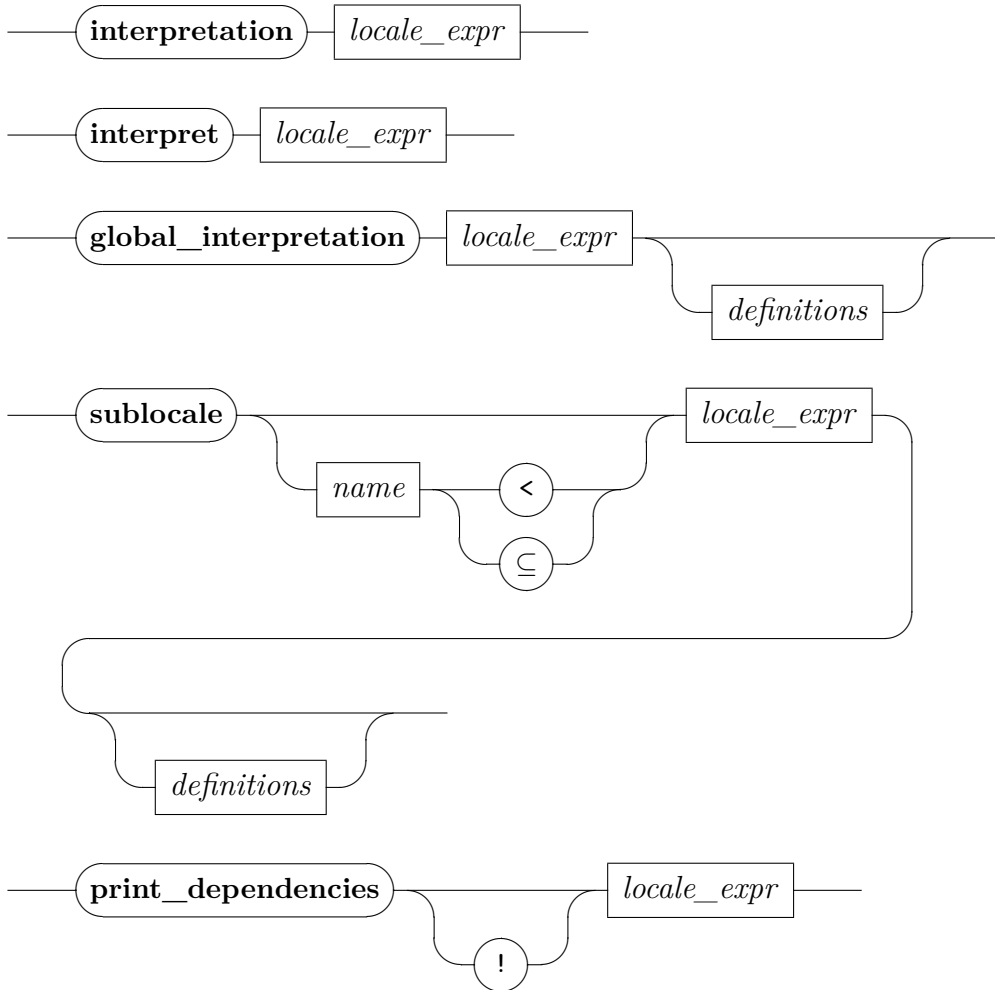 interpretation locale_expr
interpret locale_expr
global_interpretation locale_expr
definitions
sublocale locale_expr
name <
⊆
definitions
print_dependencies locale_expr
!